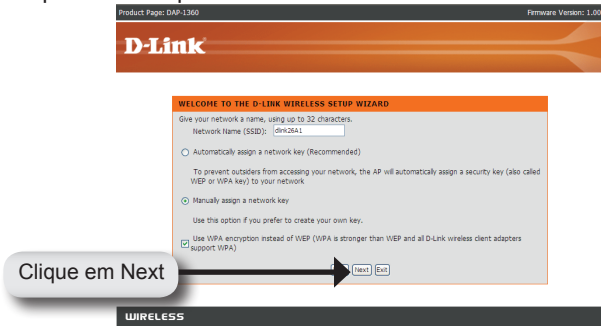 Product Page: DAP-1360 Firmware Version: 1.00
D-Link
WELCOME TO THE D-LINK WIRELESS SETUP WIZARD
Give your network a name, using up to 32 characters.
Network Name (SSID): dlink26A1
Automatically assign a network key (Recommended)
To prevent outsiders from accessing your network, the AP will automatically assign a security key (also called
WEP or WPA key) to your network
Manually assign a network key
Use this option if you prefer to create your own key.
Use WPA encryption instead of WEP (WPA is stronger than WEP and all D-Link wireless client adapters
support WPA)
Clique em Next
Next Exit
WIRELESS